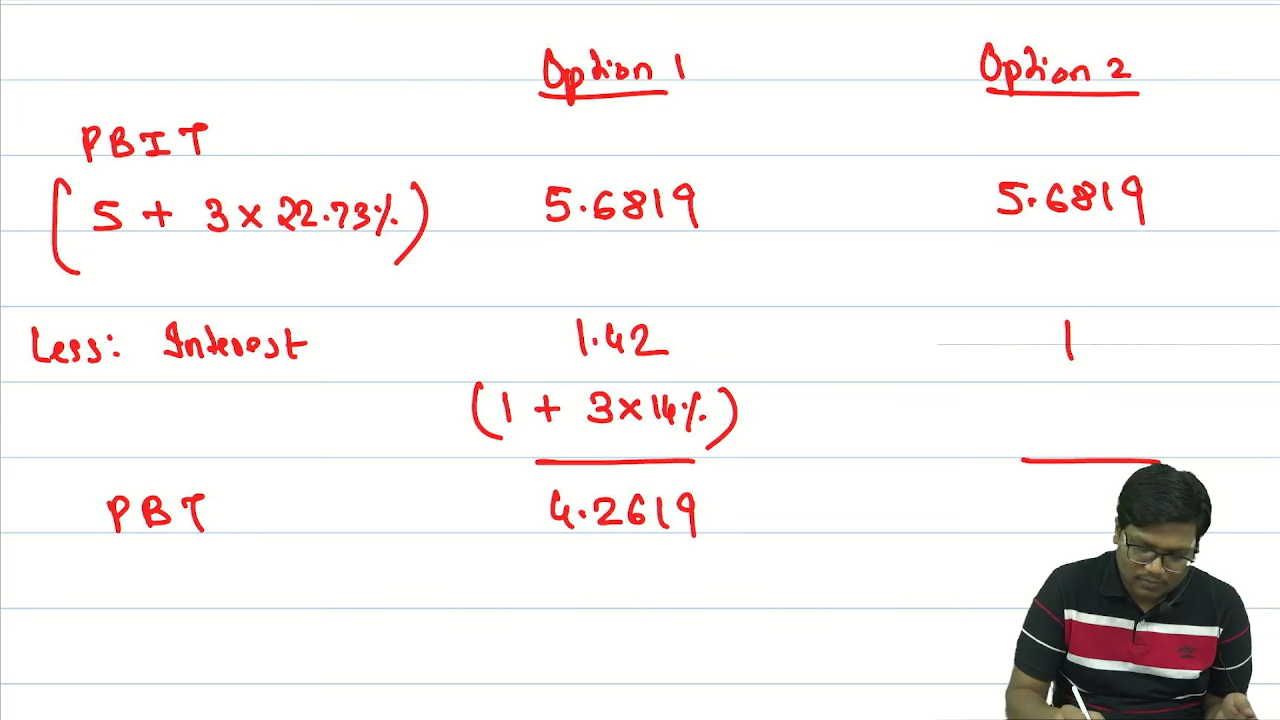 Option 1 Option 2
PBIT
(5 + 3 × 22.73%) 5.6819 5.6819
Less: Interest 1.42 1
(1 + 3×14%)
PBT 4.2619